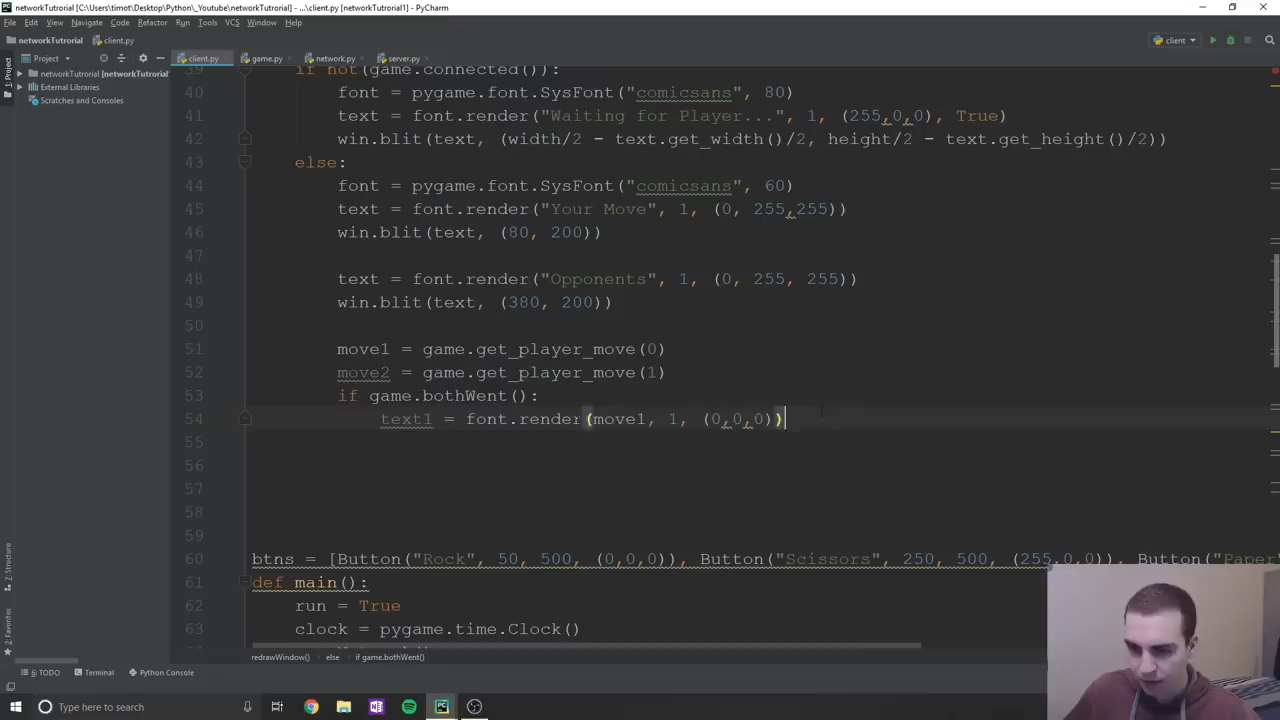 networkTutorial [C:\Users\timot\Desktop\Python\_Youtube\networkTutorial] - ...\client.py [networkTutorial1] - PyCharm
File Edit View Navigate Code Refactor Run Tools VCS Window Help
networkTutorial client.py client
Project client.py game.py network.py server.py
networkTutorial [networkTutorial
External Libraries
Scratches and Consoles
1: Project
39 if not(game.connected()):
40 font = pygame.font.SysFont("comicsans", 80)
41 text = font.render("Waiting for Player...", 1, (255,0,0), True)
42 win.blit(text, (width/2 - text.get_width()/2, height/2 - text.get_height()/2))
43 else:
44 font = pygame.font.SysFont("comicsans", 60)
45 text = font.render("Your Move", 1, (0, 255,255))
46 win.blit(text, (80, 200))
47
48 text = font.render("Opponents", 1, (0, 255, 255))
49 win.blit(text, (380, 200))
50
51 move1 = game.get_player_move(0)
52 move2 = game.get_player_move(1)
53 if game.bothWent():
54 text1 = font.render(move1, 1, (0,0,0))
55
56
57
58
59
60 btns = [Button("Rock", 50, 500, (0,0,0)), Button("Scissors", 250, 500, (255,0,0)), Button("Paper"
61 def main():
62 run = True
63 clock = pygame.time.Clock()
7: Structure
2: Favorites
redrawWindow() else if game.bothWent()
6: TODO Terminal Python Console
Type here to search